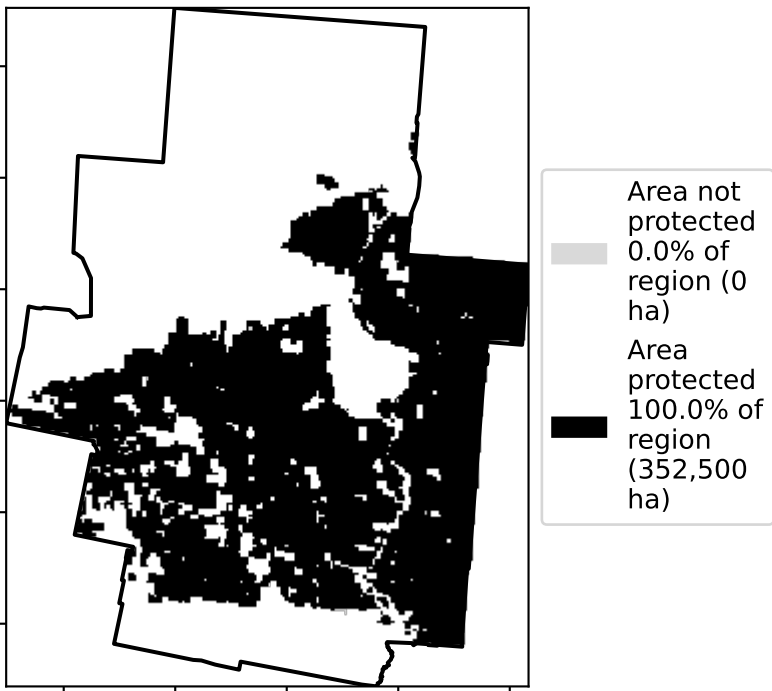 Area not
protected
0.0% of
region (0
ha)
Area
protected
100.0% of
region
(352,500
ha)